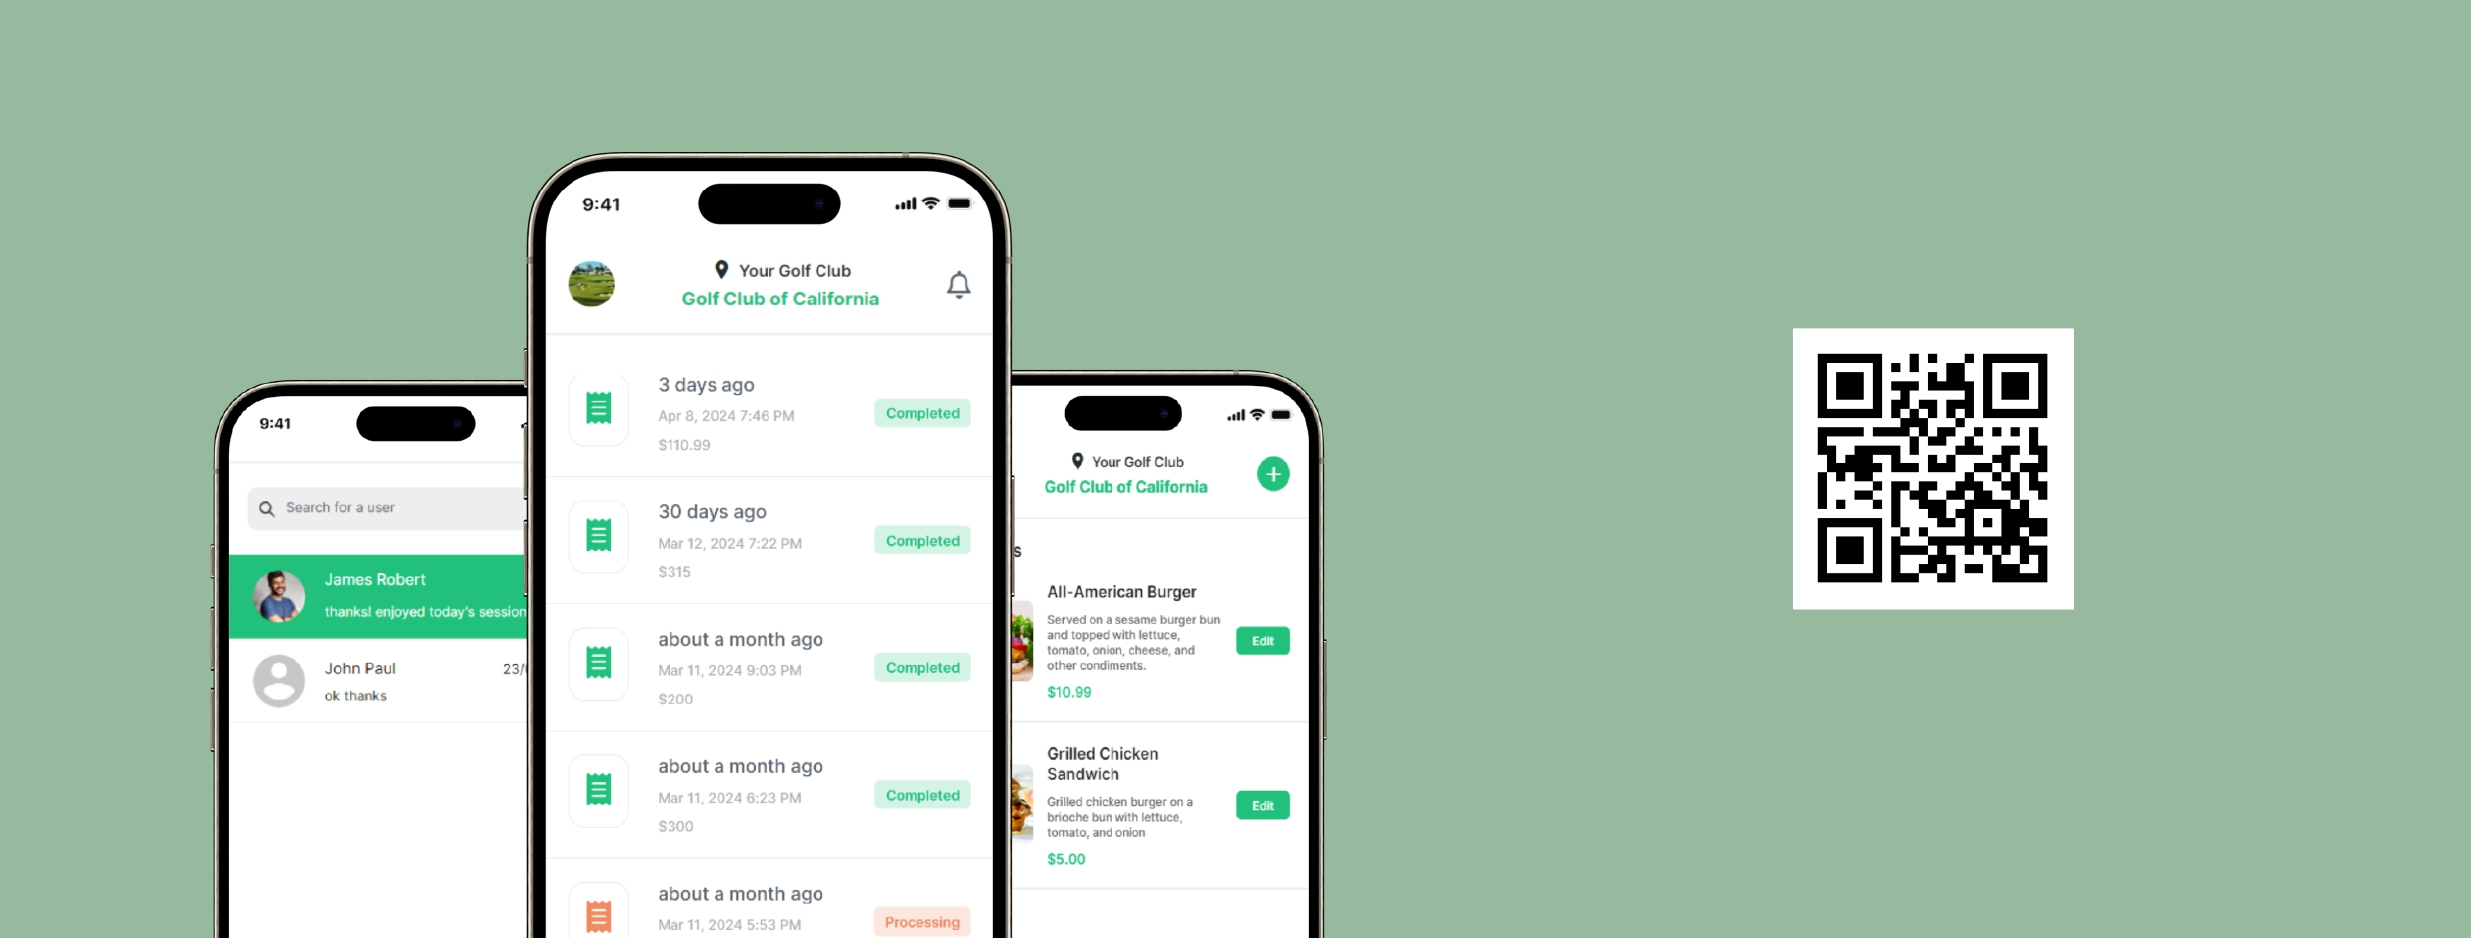 9:41
Search for a user
James Robert
thanks! enjoyed today's session
John Paul
23/
ok thanks
9:41
Your Golf Club
Golf Club of California
3 days ago
Apr 8, 2024 7:46 PM
Completed
$110.99
30 days ago
Mar 12, 2024 7:22 PM
Completed
$315
about a month ago
Mar 11, 2024 9:03 PM
Completed
$200
about a month ago
Mar 11, 2024 6:23 PM
Completed
$300
about a month ago
Mar 11, 2024 5:53 PM
Processing
Your Golf Club
Golf Club of California
s
All-American Burger
Served on a sesame burger bun
and topped with lettuce,
tomato, onion, cheese, and
other condiments.
Edit
$10.99
Grilled Chicken
Sandwich
Grilled chicken burger on a
brioche bun with lettuce,
tomato, and onion
Edit
$5.00